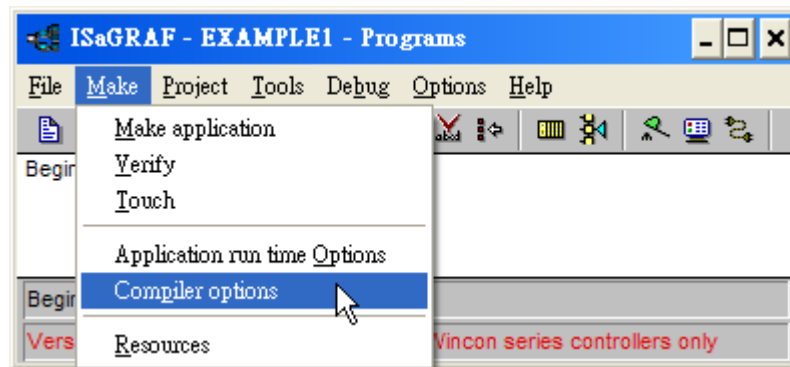 ISaGRAF - EXAMPLE1 - Programs
File Make Project Tools Debug Options Help
Make application
Begin
Verify
Touch
Application run time Options
Compiler options
Begin
Vers
Wincon series controllers only
Resources